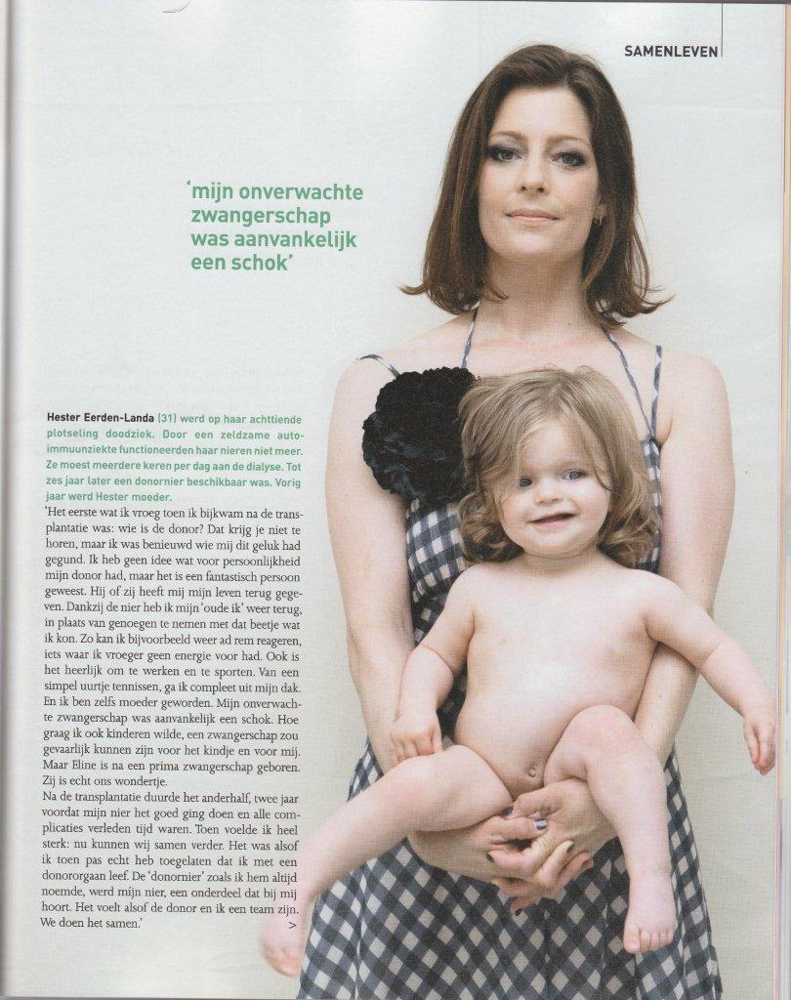 SAMENLEVEN
‘mijn onverwachte
zwangerschap
was aanvankelijk
een schok’
Hester Eerden-Landa (31) werd op haar achttiende
plotseling doodziek. Door een zeldzame auto-
immuunziekte functioneerden haar nieren niet meer.
Ze moest meerdere keren per dag aan de dialyse. Tot
zes jaar later een donornier beschikbaar was. Vorig
jaar werd Hester moeder.
‘Het eerste wat ik vroeg toen ik bijkwam na de trans-
plantatie was: wie is de donor? Dat krijg je niet te
horen, maar ik was benieuwd wie mij dit geluk had
gegund. Ik heb geen idee wat voor persoonlijkheid
mijn donor had, maar het is een fantastisch persoon
geweest. Hij of zij heeft mij mijn leven terug gege-
ven. Dankzij de nier heb ik mijn ‘oude ik’ weer terug,
in plaats van genoegen te nemen met dat beetje wat
ik kon. Zo kan ik bijvoorbeeld weer ad rem reageren,
iets waar ik vroeger geen energie voor had. Ook is
het heerlijk om te werken en te sporten. Van een
simpel uurtje tennissen, ga ik compleet uit mijn dak.
En ik ben zelfs moeder geworden. Mijn onverwach-
te zwangerschap was aanvankelijk een schok. Hoe
graag ik ook kinderen wilde, een zwangerschap zou
gevaarlijk kunnen zijn voor het kindje en voor mij.
Maar Eline is na een prima zwangerschap geboren.
Zij is echt ons wondertje.
Na de transplantatie duurde het anderhalf, twee jaar
voordat mijn nier het goed ging doen en alle com-
plicaties verleden tijd waren. Toen voelde ik heel
sterk: nu kunnen wij samen verder. Het was alsof
ik toen pas echt heb toegelaten dat ik met een
donororgaan leef. De ‘donornier’ zoals ik hem altijd
noemde, werd míjn nier, een onderdeel dat bij mij
hoort. Het voelt alsof de donor en ik een team zijn.
We doen het samen.’ >